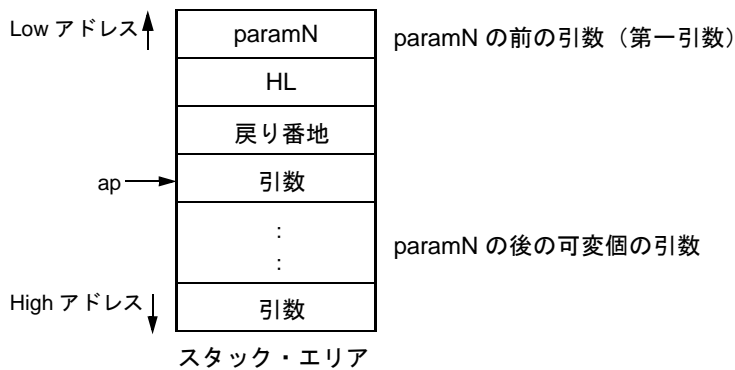 Low アドレス
paramN
paramN の前の引数（第一引数）
HL
戻り番地
ap
引数
:
:
paramN の後の可変個の引数
High アドレス
引数
スタック・エリア